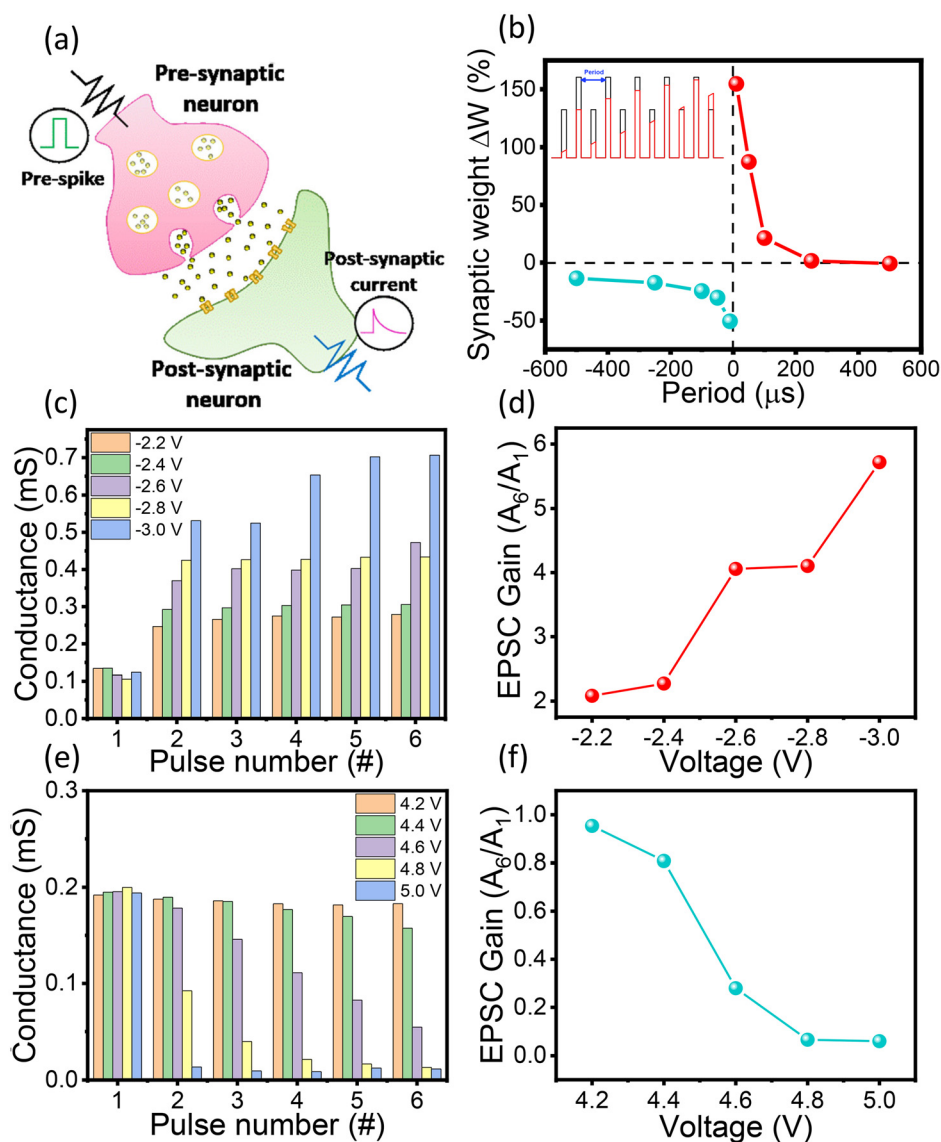 (a)
Pre-synaptic
neuron
Pre-spike
Post-synaptic
current
Post-synaptic
neuron
(b)
Synaptic weight ΔW (%)
150
100
50
0
-50
Period
-600 -400 -200 0 200 400 600
Period (μs)
(c)
Conductance (mS)
0.7
0.6
0.5
0.4
0.3
0.2
0.1
0.0
-2.2 V
-2.4 V
-2.6 V
-2.8 V
-3.0 V
1 2 3 4 5 6
Pulse number (#)
(d)
EPSC Gain (A6/A1)
6
5
4
3
2
-2.2 -2.4 -2.6 -2.8 -3.0
Voltage (V)
(e)
Conductance (mS)
0.3
0.2
0.1
0.0
4.2 V
4.4 V
4.6 V
4.8 V
5.0 V
1 2 3 4 5 6
Pulse number (#)
(f)
EPSC Gain (A6/A1)
1.0
0.8
0.6
0.4
0.2
0.0
4.2 4.4 4.6 4.8 5.0
Voltage (V)